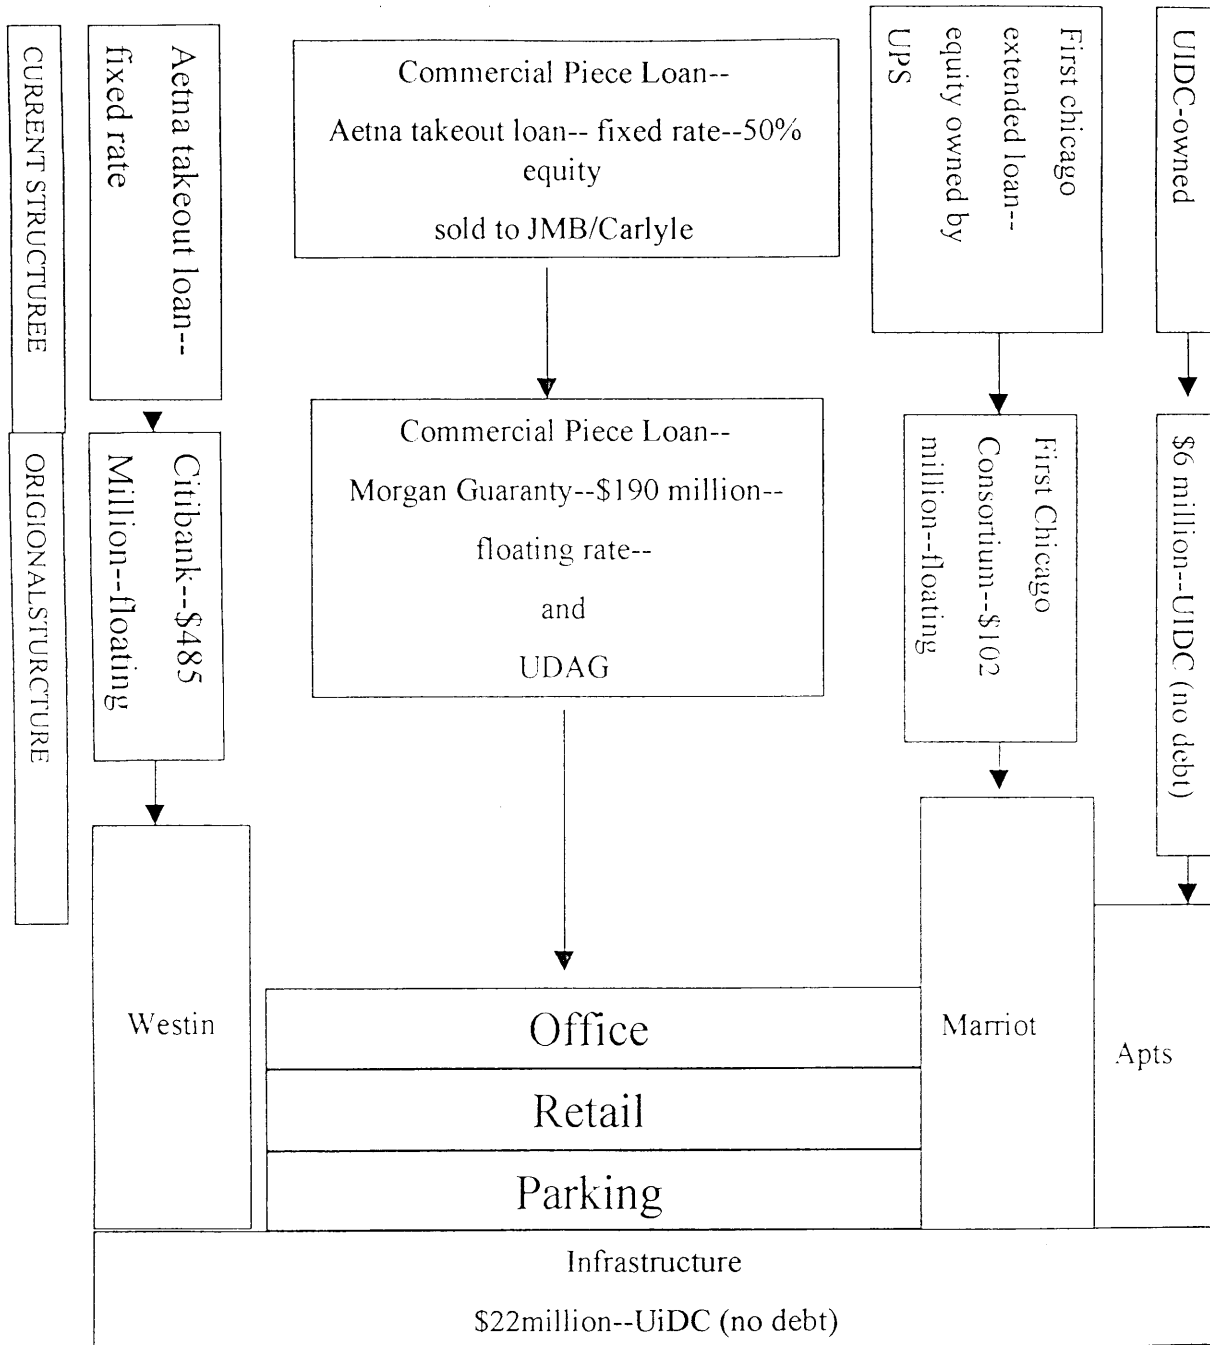 CURRENT STRUCTUREE
Aetna takeout loan--
fixed rate
Commercial Piece Loan--
Aetna takeout loan-- fixed rate--50%
equity
sold to JMB/Carlyle
First chicago
extended loan--
equity owned by
UPS
UIDC-owned
ORIGIONALSTURCTURE
Citibank--$485
Million--floating
Commercial Piece Loan--
Morgan Guaranty--$190 million--
floating rate--
and
UDAG
First Chicago
Consortium--$102
million--floating
$6 million--UIDC (no debt)
Westin
Office
Retail
Parking
Marriot
Apts
Infrastructure
$22million--UiDC (no debt)